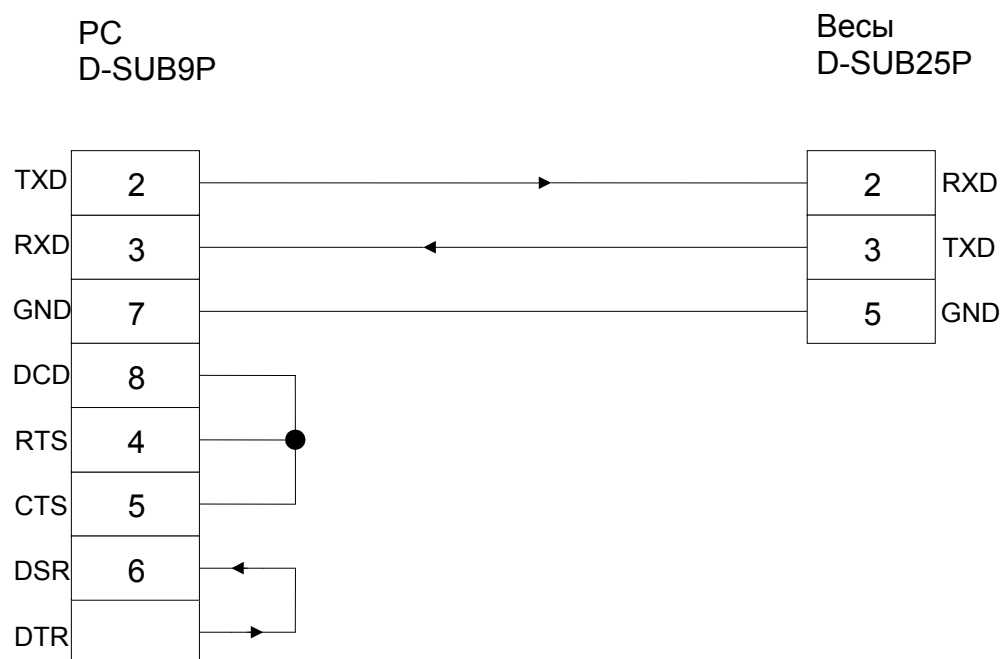 PC
D-SUB9P
Весы
D-SUB25P
TXD 2 2 RXD
RXD 3 3 TXD
GND 7 5 GND
DCD 8
RTS 4
CTS 5
DSR 6
DTR